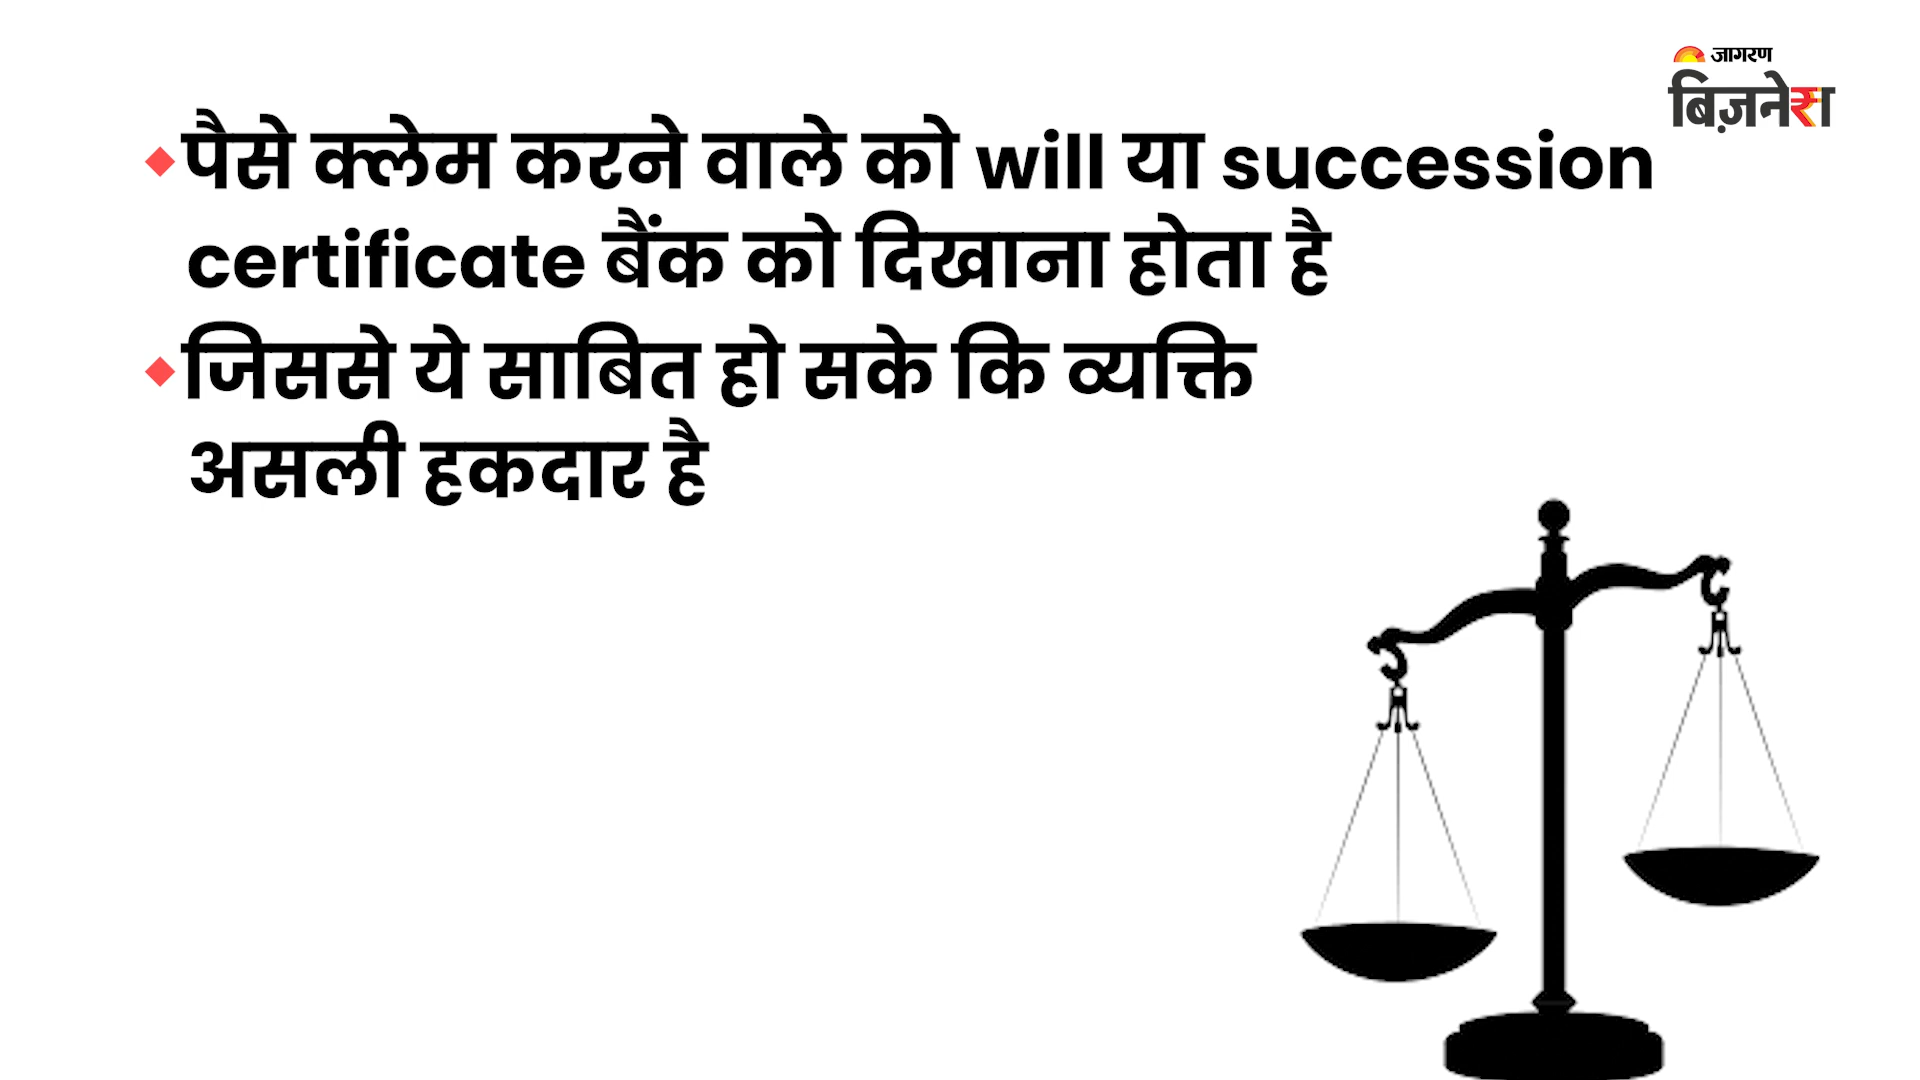 जागरण
बिज़नेस
पैसे क्लेम करने वाले को will या succession
certificate बैंक को दिखाना होता है
जिससे ये साबित हो सके कि व्यक्ति
असली हकदार है